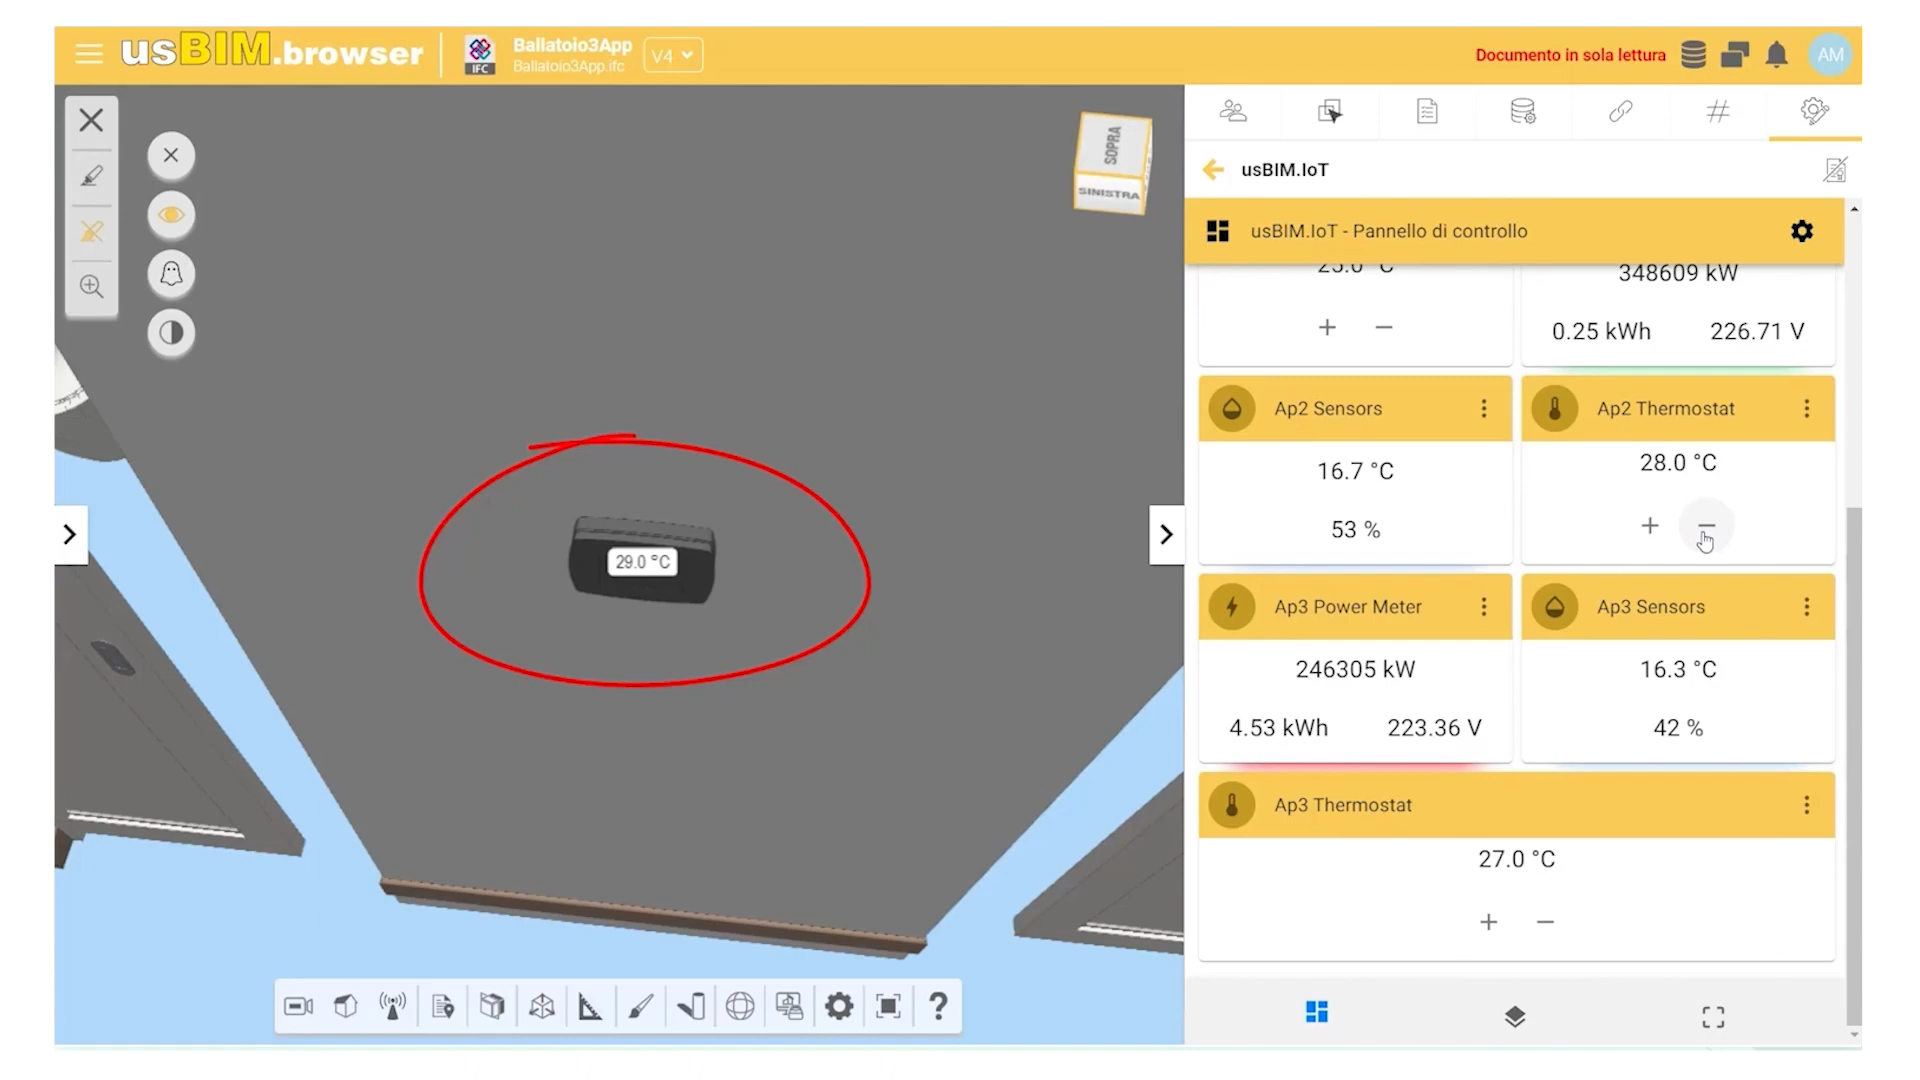 usBIM.browser
IFC
Ballatoio3App
Ballatoio3App.ifc
V4
Documento in sola lettura
AM
SOPRA
SINISTRA
usBIM.IoT
usBIM.IoT - Pannello di controllo
348609 kW
0.25 kWh 226.71 V
Ap2 Sensors
16.7 °C
53 %
Ap2 Thermostat
28.0 °C
+ −
29.0 °C
Ap3 Power Meter
246305 kW
4.53 kWh 223.36 V
Ap3 Sensors
16.3 °C
42 %
Ap3 Thermostat
27.0 °C
+ −